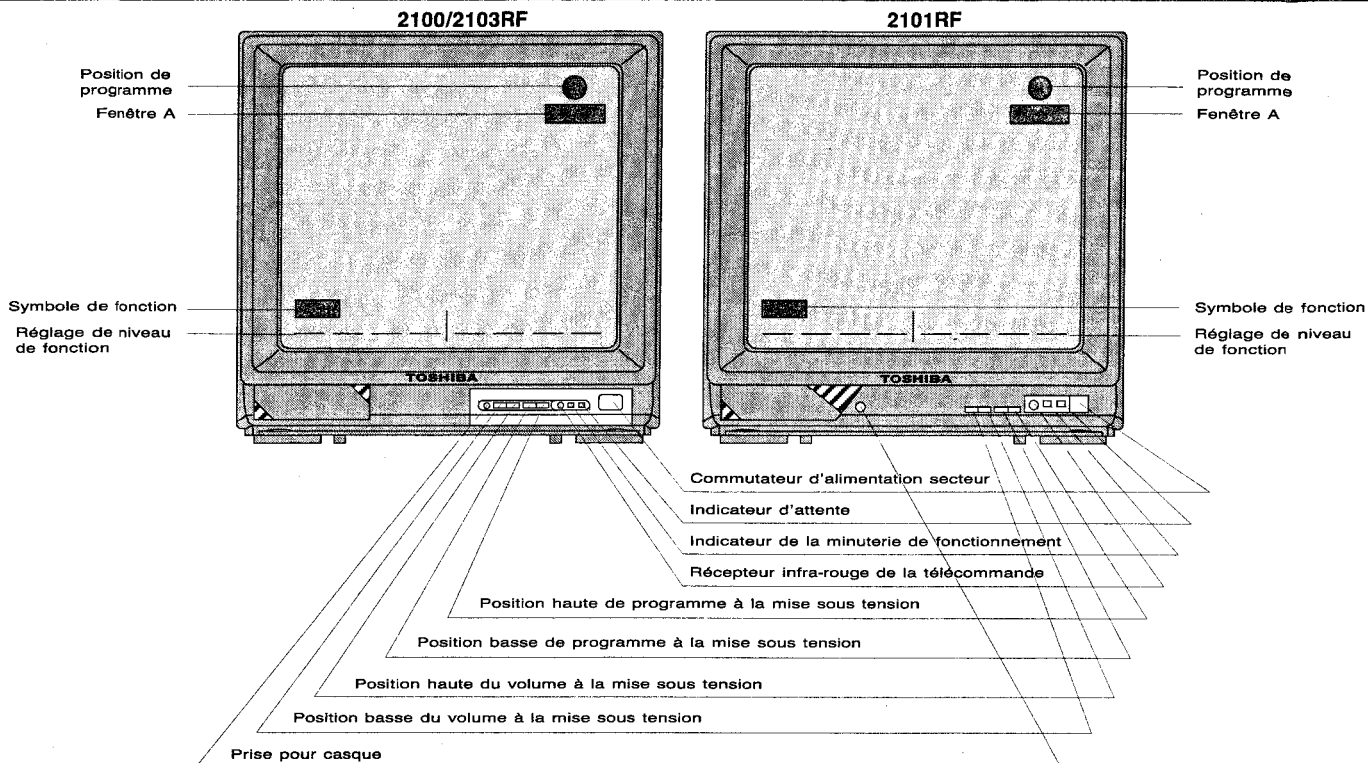 2100/2103RF
2101RF
Position de
programme
Fenêtre A
Symbole de fonction
Réglage de niveau
de fonction
TOSHIBA
Position de
programme
Fenêtre A
Symbole de fonction
Réglage de niveau
de fonction
TOSHIBA
Commutateur d'alimentation secteur
Indicateur d'attente
Indicateur de la minuterie de fonctionnement
Récepteur infra-rouge de la télécommande
Position haute de programme à la mise sous tension
Position basse de programme à la mise sous tension
Position haute du volume à la mise sous tension
Position basse du volume à la mise sous tension
Prise pour casque